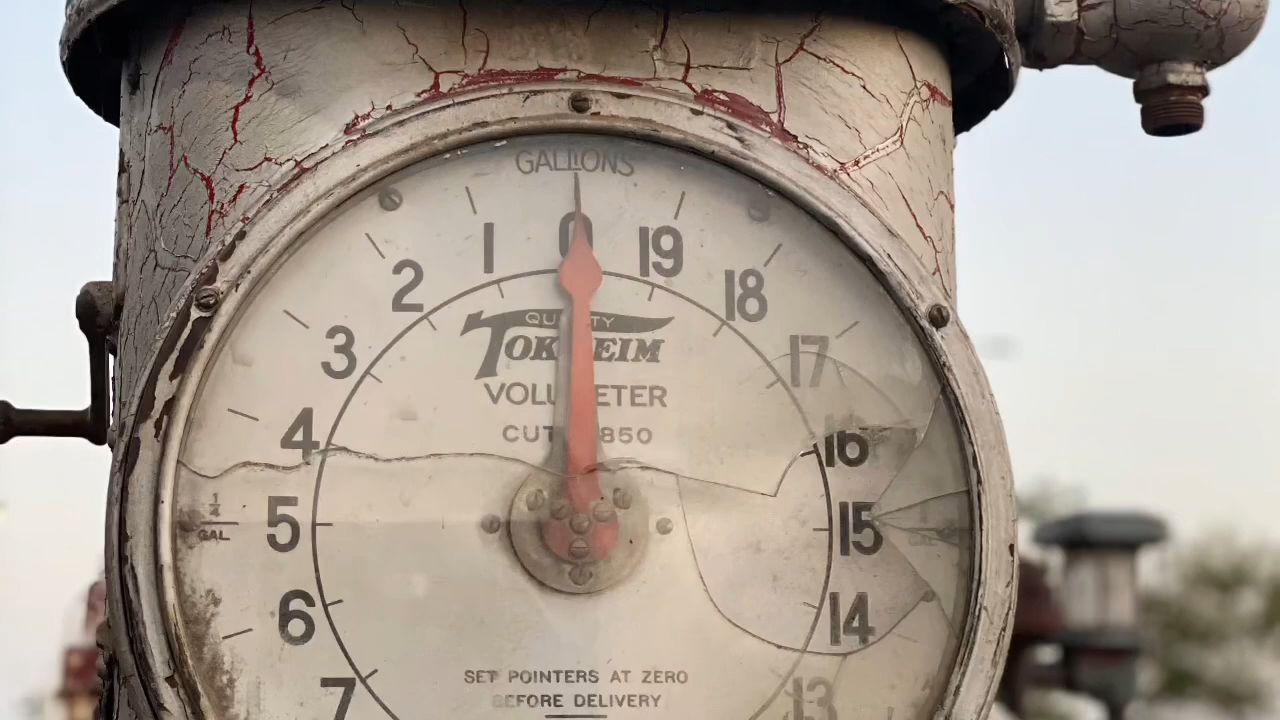 GALLONS
1 0 19
2 18
3 17
QUALITY
TOKHEIM
VOLUMETER
CUT 850
4 16
1/4
GAL
5 15
6 14
7 13
SET POINTERS AT ZERO
BEFORE DELIVERY